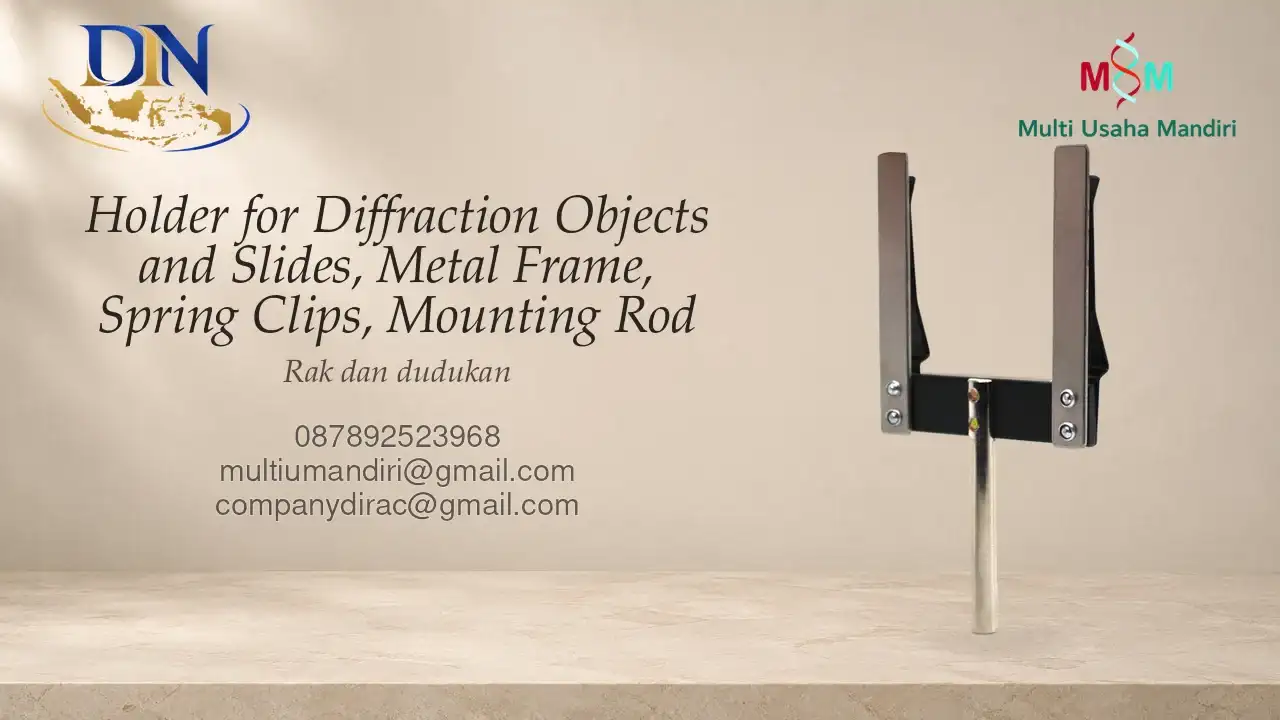 DIN
M M
Multi Usaha Mandiri
Holder for Diffraction Objects
and Slides, Metal Frame,
Spring Clips, Mounting Rod
Rak dan dudukan
087892523968
multiumandiri@gmail.com
companydirac@gmail.com